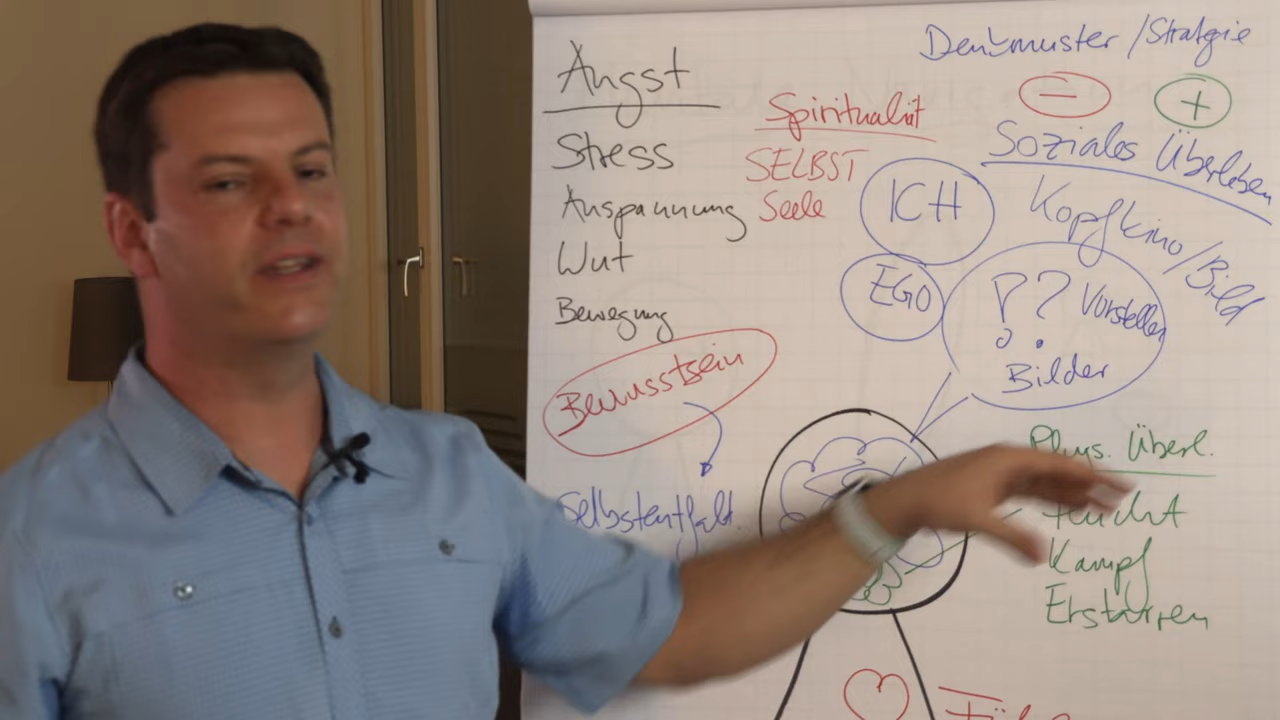 Angst
Stress
Anspannung
Wut
Bewegung
Bewusstsein
Selbstentfalt.
Spiritualität
SELBST
Seele
Denkmuster / Stratgie
− +
Soziales Überleben
ICH
EGO
Kopfkino/Bild
? ? Vorstellen
Bilder
Phys. Überl.
Flucht
Kampf
Erstarren